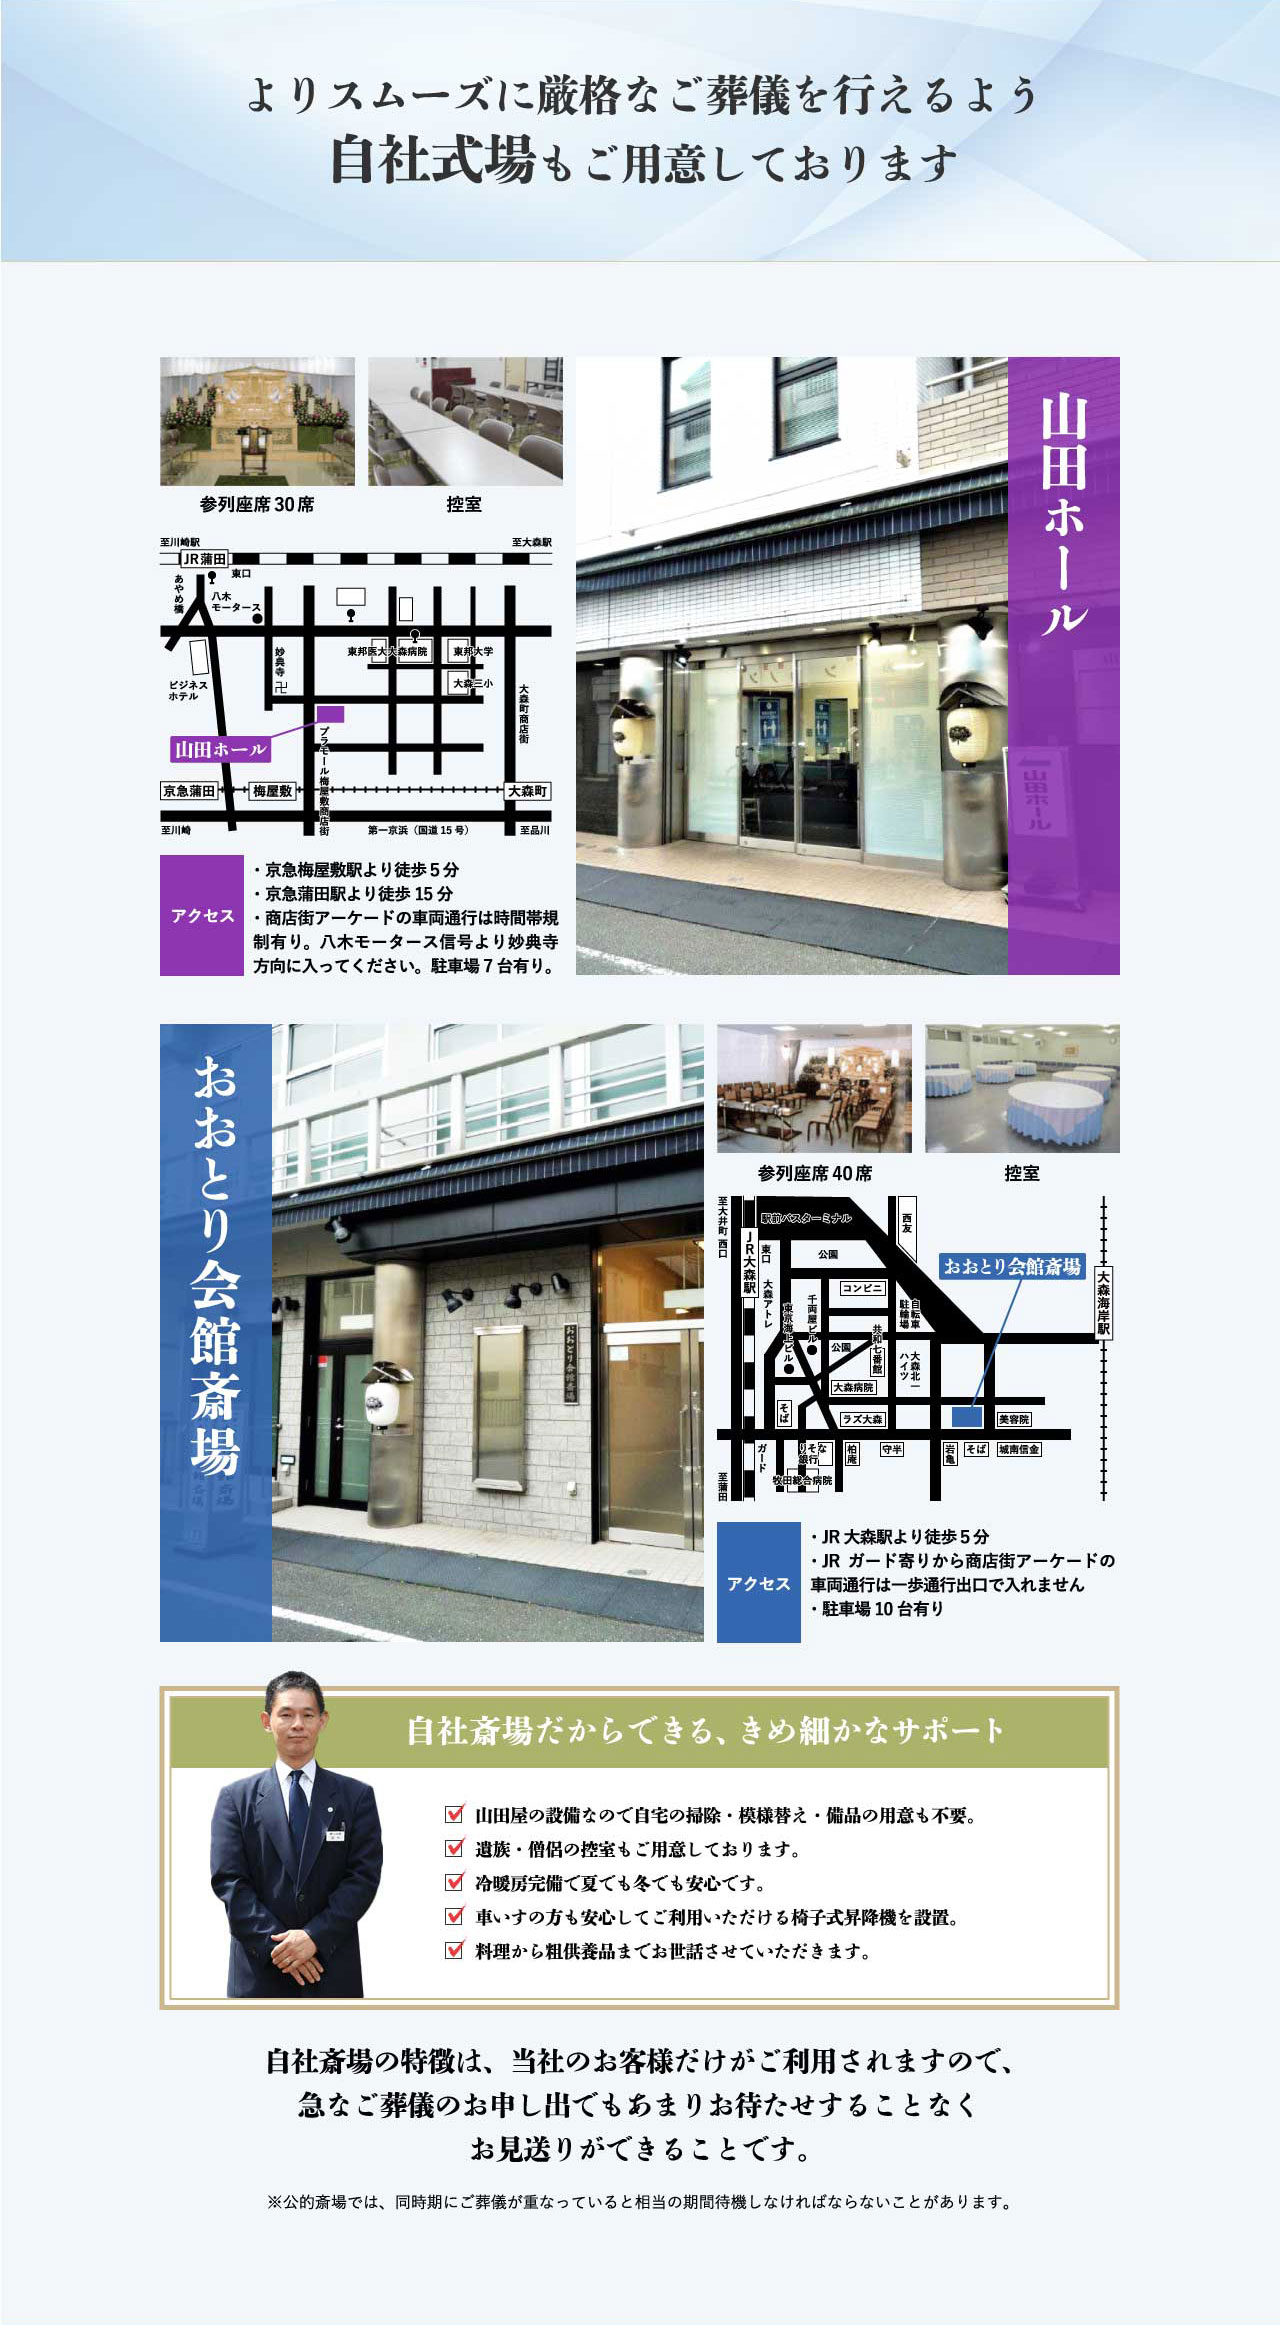 よりスムーズに厳格なご葬儀を行えるよう
自社式場もご用意しております
参列座席30席
控室
山田ホール
至川崎駅
至大森駅
JR蒲田
東口
あやめ橋
八木
モータース
妙典寺
東邦医大大森病院
東邦大学
大森三小
ビジネス
ホテル
大森町商店街
山田ホール
プラモール梅屋敷商店街
京急蒲田
梅屋敷
大森町
至川崎
第一京浜（国道15号）
至品川
山田ホール
アクセス
・京急梅屋敷駅より徒歩5分
・京急蒲田駅より徒歩15分
・商店街アーケードの車両通行は時間帯規
制有り。八木モータース信号より妙典寺
方向に入ってください。駐車場7台有り。
おおとり会館斎場
おおとり会館斎場
参列座席40席
控室
至大井町 西口
駅前バスターミナル
西友
JR大森駅
東口
公園
おおとり会館斎場
大森海岸駅
大森アトレ
コンビニ
千両屋ビル
東京海上ビル
自転車
駐輪場
共和七番館
公園
大森北一
ハイツ
大森病院
そば
ラズ大森
美容院
ガード
りそな
銀行
柏庵
守半
岩亀
そば
城南信金
至蒲田
牧田総合病院
アクセス
・JR大森駅より徒歩5分
・JR ガード寄りから商店街アーケードの
車両通行は一歩通行出口で入れません
・駐車場10台有り
自社斎場だからできる、きめ細かなサポート
山田屋の設備なので自宅の掃除・模様替え・備品の用意も不要。
遺族・僧侶の控室もご用意しております。
冷暖房完備で夏でも冬でも安心です。
車いすの方も安心してご利用いただける椅子式昇降機を設置。
料理から粗供養品までお世話させていただきます。
自社斎場の特徴は、当社のお客様だけがご利用されますので、
急なご葬儀のお申し出でもあまりお待たせすることなく
お見送りができることです。
※公的斎場では、同時期にご葬儀が重なっていると相当の期間待機しなければならないことがあります。